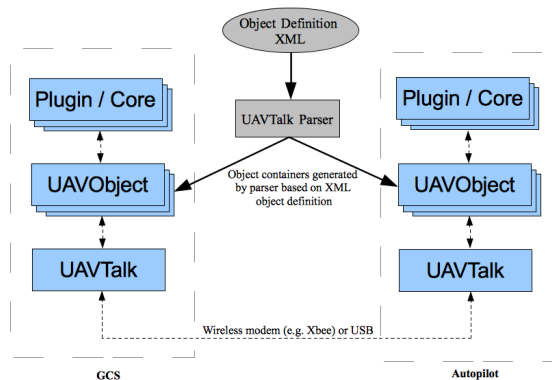 Object Definition
XML
Plugin / Core
UAVTalk Parser
Plugin / Core
UAVObject
Object containers generated
by parser based on XML
object definition
UAVObject
UAVTalk
UAVTalk
Wireless modem (e.g. Xbee) or USB
GCS
Autopilot